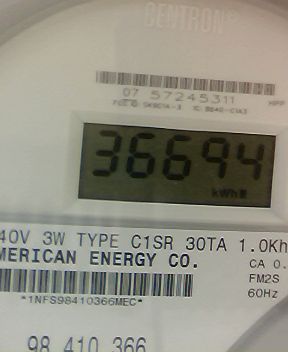 CENTRON®
07 57245311
36694
kWh
40V 3W TYPE C1SR 30TA 1.0Kh
MERICAN ENERGY CO.
CA 0.
FM2S
*1NFS98410366MEC*
60Hz
98 410 366